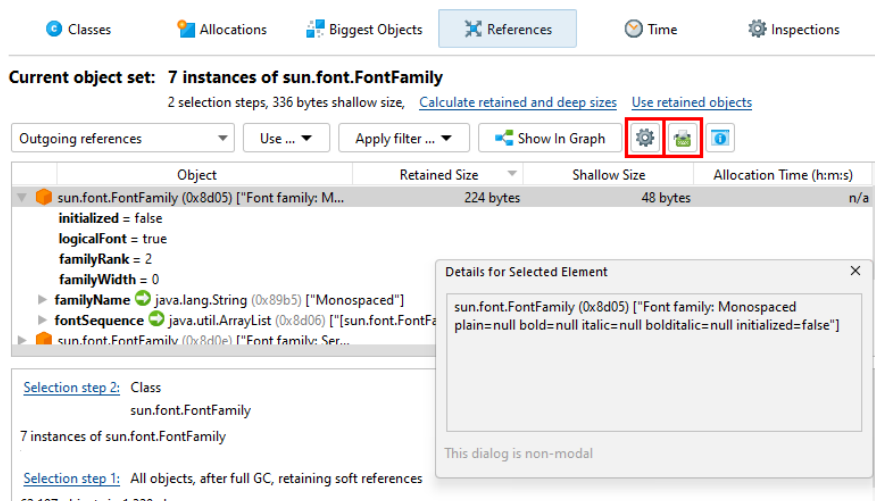 Classes Allocations Biggest Objects References Time Inspections
Current object set: 7 instances of sun.font.FontFamily
2 selection steps, 336 bytes shallow size, Calculate retained and deep sizes Use retained objects
Outgoing references Use ... Apply filter ... Show In Graph
Object Retained Size Shallow Size Allocation Time (h:m:s)
sun.font.FontFamily (0x8d05) ["Font family: M... 224 bytes 48 bytes n/a
initialized = false
logicalFont = true
familyRank = 2
familyWidth = 0
familyName java.lang.String (0x89b5) ["Monospaced"]
fontSequence java.util.ArrayList (0x8d06) ["[sun.font.FontFa
sun.font.FontFamily (0x8d0e) ["Font family: Ser...
Details for Selected Element
sun.font.FontFamily (0x8d05) ["Font family: Monospaced
plain=null bold=null italic=null bolditalic=null initialized=false"]
This dialog is non-modal
Selection step 2: Class
sun.font.FontFamily
7 instances of sun.font.FontFamily
Selection step 1: All objects, after full GC, retaining soft references